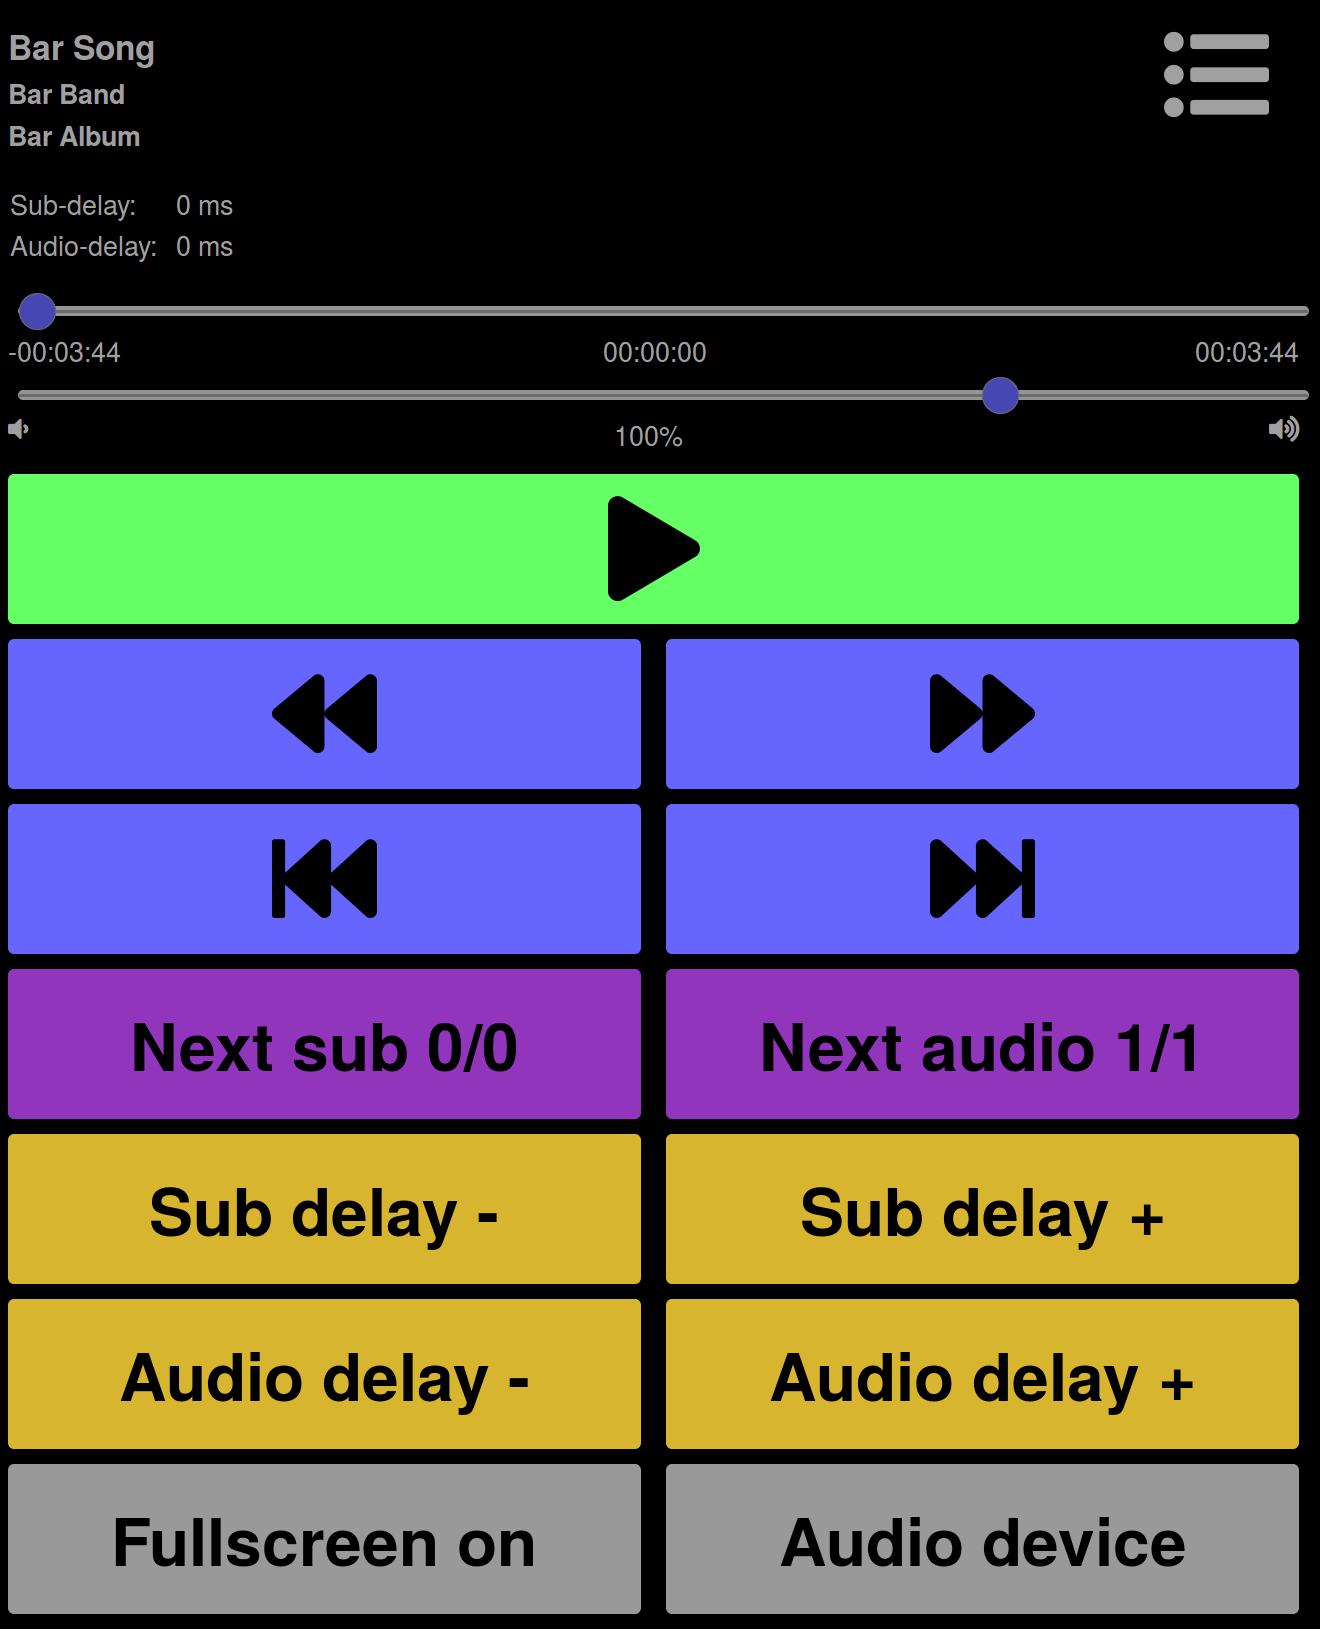 Bar Song
Bar Band
Bar Album
Sub-delay: 0 ms
Audio-delay: 0 ms
-00:03:44 00:00:00 00:03:44
100%
Next sub 0/0 Next audio 1/1
Sub delay - Sub delay +
Audio delay - Audio delay +
Fullscreen on Audio device